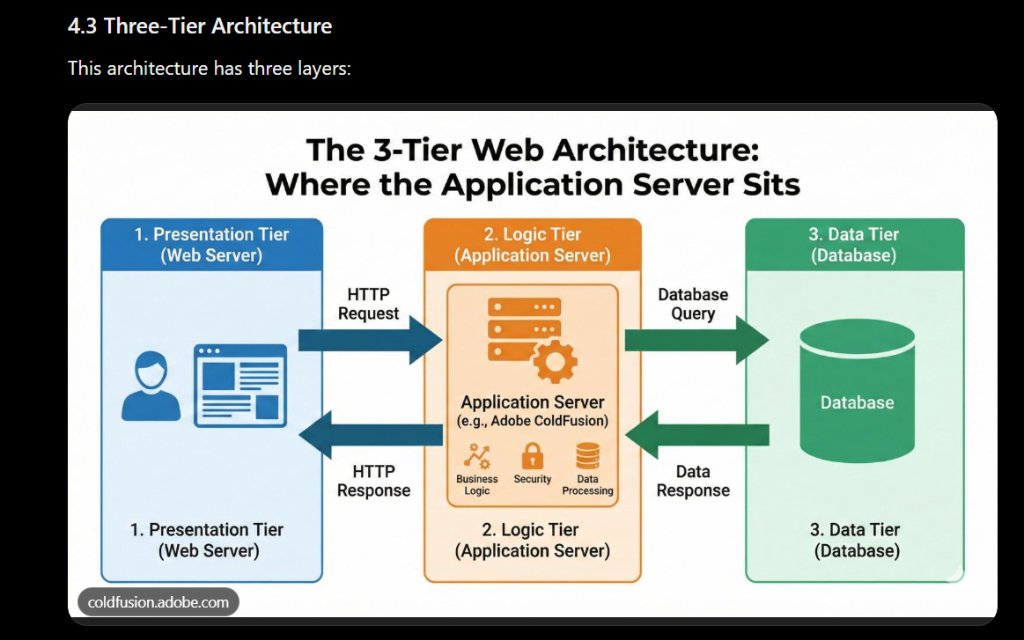 4.3 Three-Tier Architecture
This architecture has three layers:
The 3-Tier Web Architecture:
Where the Application Server Sits
1. Presentation Tier
(Web Server)
HTTP
Request
HTTP
Response
1. Presentation Tier
(Web Server)
2. Logic Tier
(Application Server)
Application Server
(e.g., Adobe ColdFusion)
Business
Logic
Security
Data
Processing
2. Logic Tier
(Application Server)
Database
Query
Data
Response
3. Data Tier
(Database)
Database
3. Data Tier
(Database)
coldfusion.adobe.com